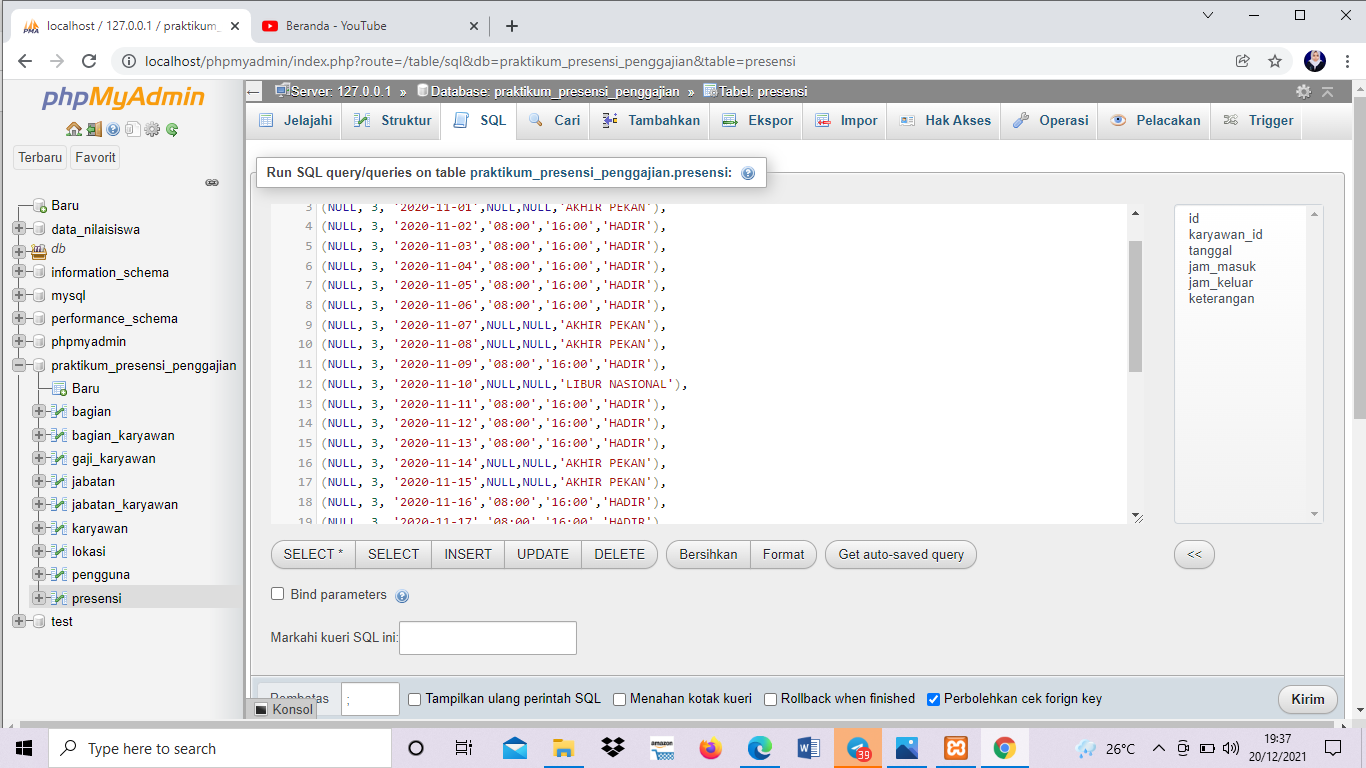 localhost / 127.0.0.1 / praktikum_
Beranda - YouTube
localhost/phpmyadmin/index.php?route=/table/sql&db=praktikum_presensi_penggajian&table=presensi
phpMyAdmin
Terbaru Favorit
Baru
data_nilaisiswa
db
information_schema
mysql
performance_schema
phpmyadmin
praktikum_presensi_penggajian
Baru
bagian
bagian_karyawan
gaji_karyawan
jabatan
jabatan_karyawan
karyawan
lokasi
pengguna
presensi
test
Server: 127.0.0.1 » Database: praktikum_presensi_penggajian » Tabel: presensi
Jelajahi Struktur SQL Cari Tambahkan Ekspor Impor Hak Akses Operasi Pelacakan Trigger
Run SQL query/queries on table praktikum_presensi_penggajian.presensi:
3 (NULL, 3, '2020-11-01',NULL,NULL,'AKHIR PEKAN'),
4 (NULL, 3, '2020-11-02','08:00','16:00','HADIR'),
5 (NULL, 3, '2020-11-03','08:00','16:00','HADIR'),
6 (NULL, 3, '2020-11-04','08:00','16:00','HADIR'),
7 (NULL, 3, '2020-11-05','08:00','16:00','HADIR'),
8 (NULL, 3, '2020-11-06','08:00','16:00','HADIR'),
9 (NULL, 3, '2020-11-07',NULL,NULL,'AKHIR PEKAN'),
10 (NULL, 3, '2020-11-08',NULL,NULL,'AKHIR PEKAN'),
11 (NULL, 3, '2020-11-09','08:00','16:00','HADIR'),
12 (NULL, 3, '2020-11-10',NULL,NULL,'LIBUR NASIONAL'),
13 (NULL, 3, '2020-11-11','08:00','16:00','HADIR'),
14 (NULL, 3, '2020-11-12','08:00','16:00','HADIR'),
15 (NULL, 3, '2020-11-13','08:00','16:00','HADIR'),
16 (NULL, 3, '2020-11-14',NULL,NULL,'AKHIR PEKAN'),
17 (NULL, 3, '2020-11-15',NULL,NULL,'AKHIR PEKAN'),
18 (NULL, 3, '2020-11-16','08:00','16:00','HADIR'),
19 (NULL, 3, '2020-11-17','08:00','16:00','HADIR'),
id
karyawan_id
tanggal
jam_masuk
jam_keluar
keterangan
SELECT * SELECT INSERT UPDATE DELETE Bersihkan Format Get auto-saved query <<
Bind parameters
Markahi kueri SQL ini:
Pembatas ; Tampilkan ulang perintah SQL Menahan kotak kueri Rollback when finished Perbolehkan cek forign key Kirim
Konsol
Type here to search
amazon
39
26°C
19:37
20/12/2021